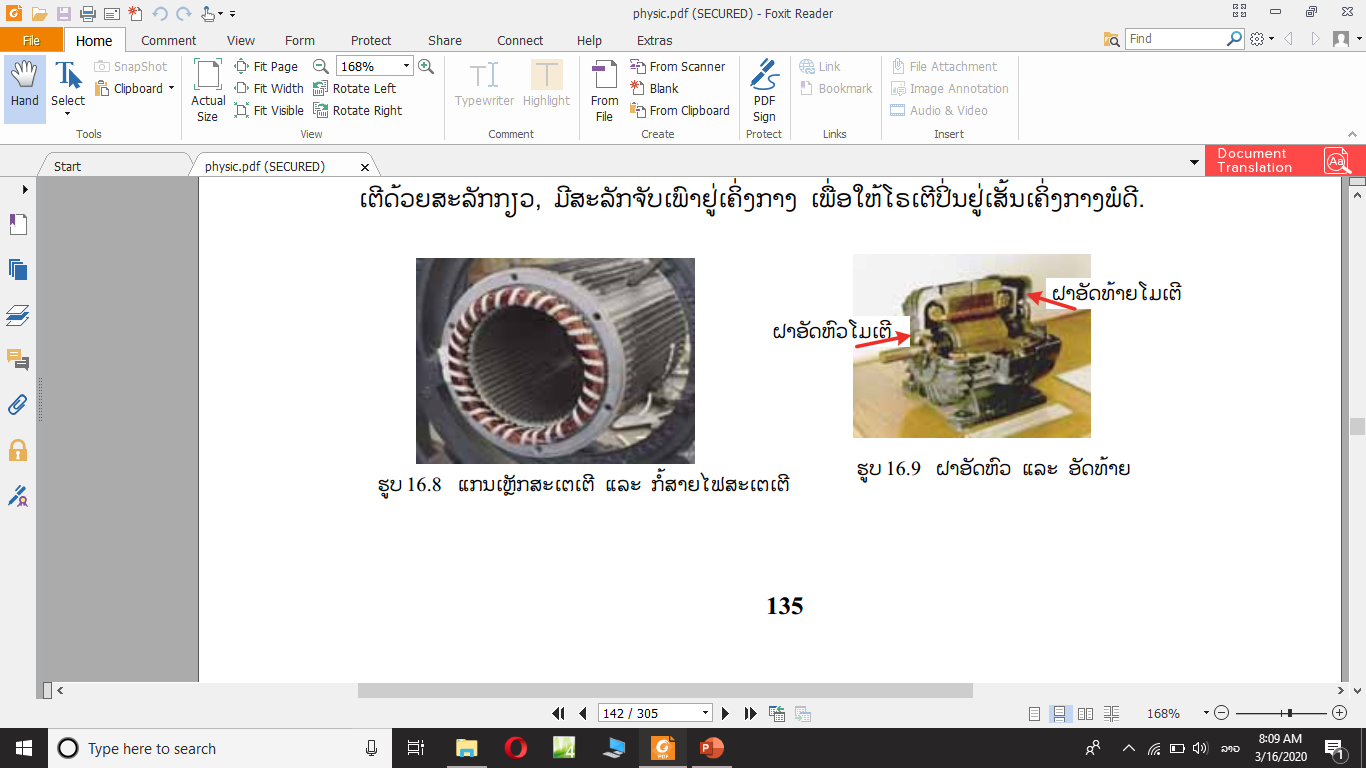 physic.pdf (SECURED) - Foxit Reader
File Home Comment View Form Protect Share Connect Help Extras Find
Hand
Select
SnapShot
Clipboard
Tools
Actual Size
Fit Page
Fit Width
Fit Visible
168%
Rotate Left
Rotate Right
View
Typewriter
Highlight
Comment
From File
From Scanner
Blank
From Clipboard
Create
PDF Sign
Protect
Link
Bookmark
Links
File Attachment
Image Annotation
Audio & Video
Insert
Start
physic.pdf (SECURED)
Document
Translation
ເຕີດ້ວຍສະລັກກຽວ, ມີສະລັກຈັບເພົາຢູ່ເຄິ່ງກາງ ເພື່ອໃຫ້ໂຣເຕີປິ່ນຢູ່ເສັ້ນເຄິ່ງກາງພໍດີ.
ຝາອັດທ້າຍໂມເຕີ
ຝາອັດຫົວໂມເຕີ
ຮູບ 16.8 ແກນເຫຼັກສະເຕເຕີ ແລະ ກໍ້ສາຍໄຟສະເຕເຕີ
ຮູບ 16.9 ຝາອັດຫົວ ແລະ ອັດທ້າຍ
135
142 / 305
168%
Type here to search
ລາວ
8:09 AM
3/16/2020
1